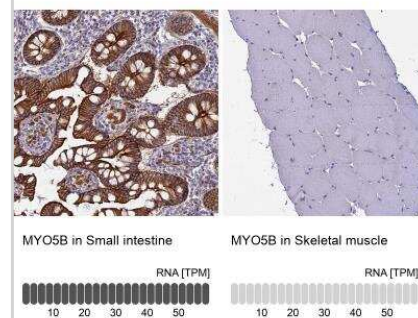 MYO5B in Small intestine
RNA [TPM]
10 20 30 40 50
MYO5B in Skeletal muscle
RNA [TPM]
10 20 30 40 50